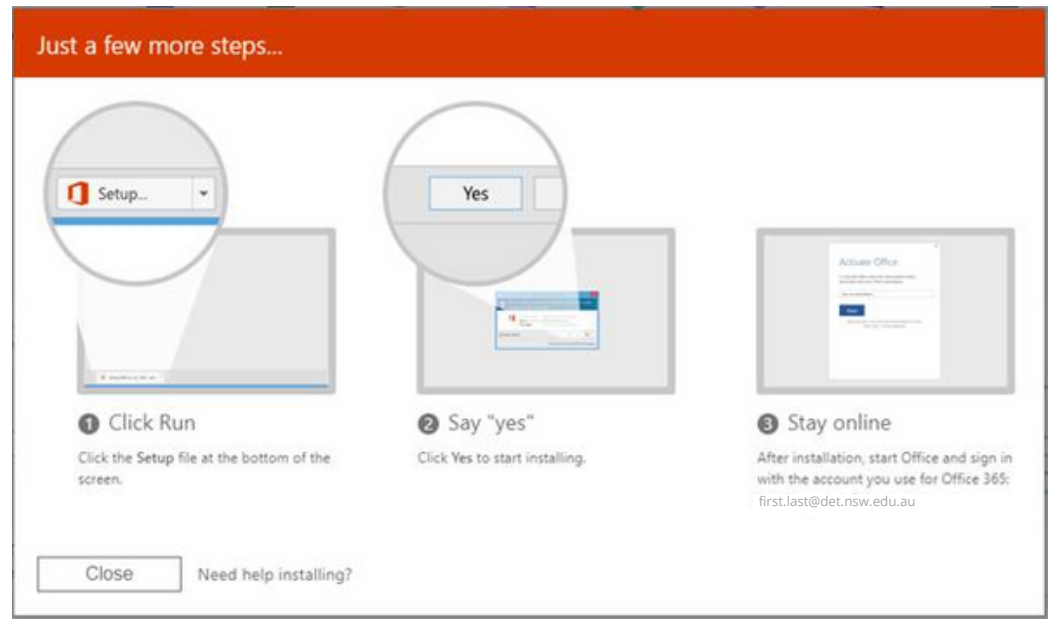 Just a few more steps...
Setup...
Yes
Activate Office
1 Click Run
Click the Setup file at the bottom of the
screen.
2 Say "yes"
Click Yes to start installing.
3 Stay online
After installation, start Office and sign in
with the account you use for Office 365:
first.last@det.nsw.edu.au
Close
Need help installing?